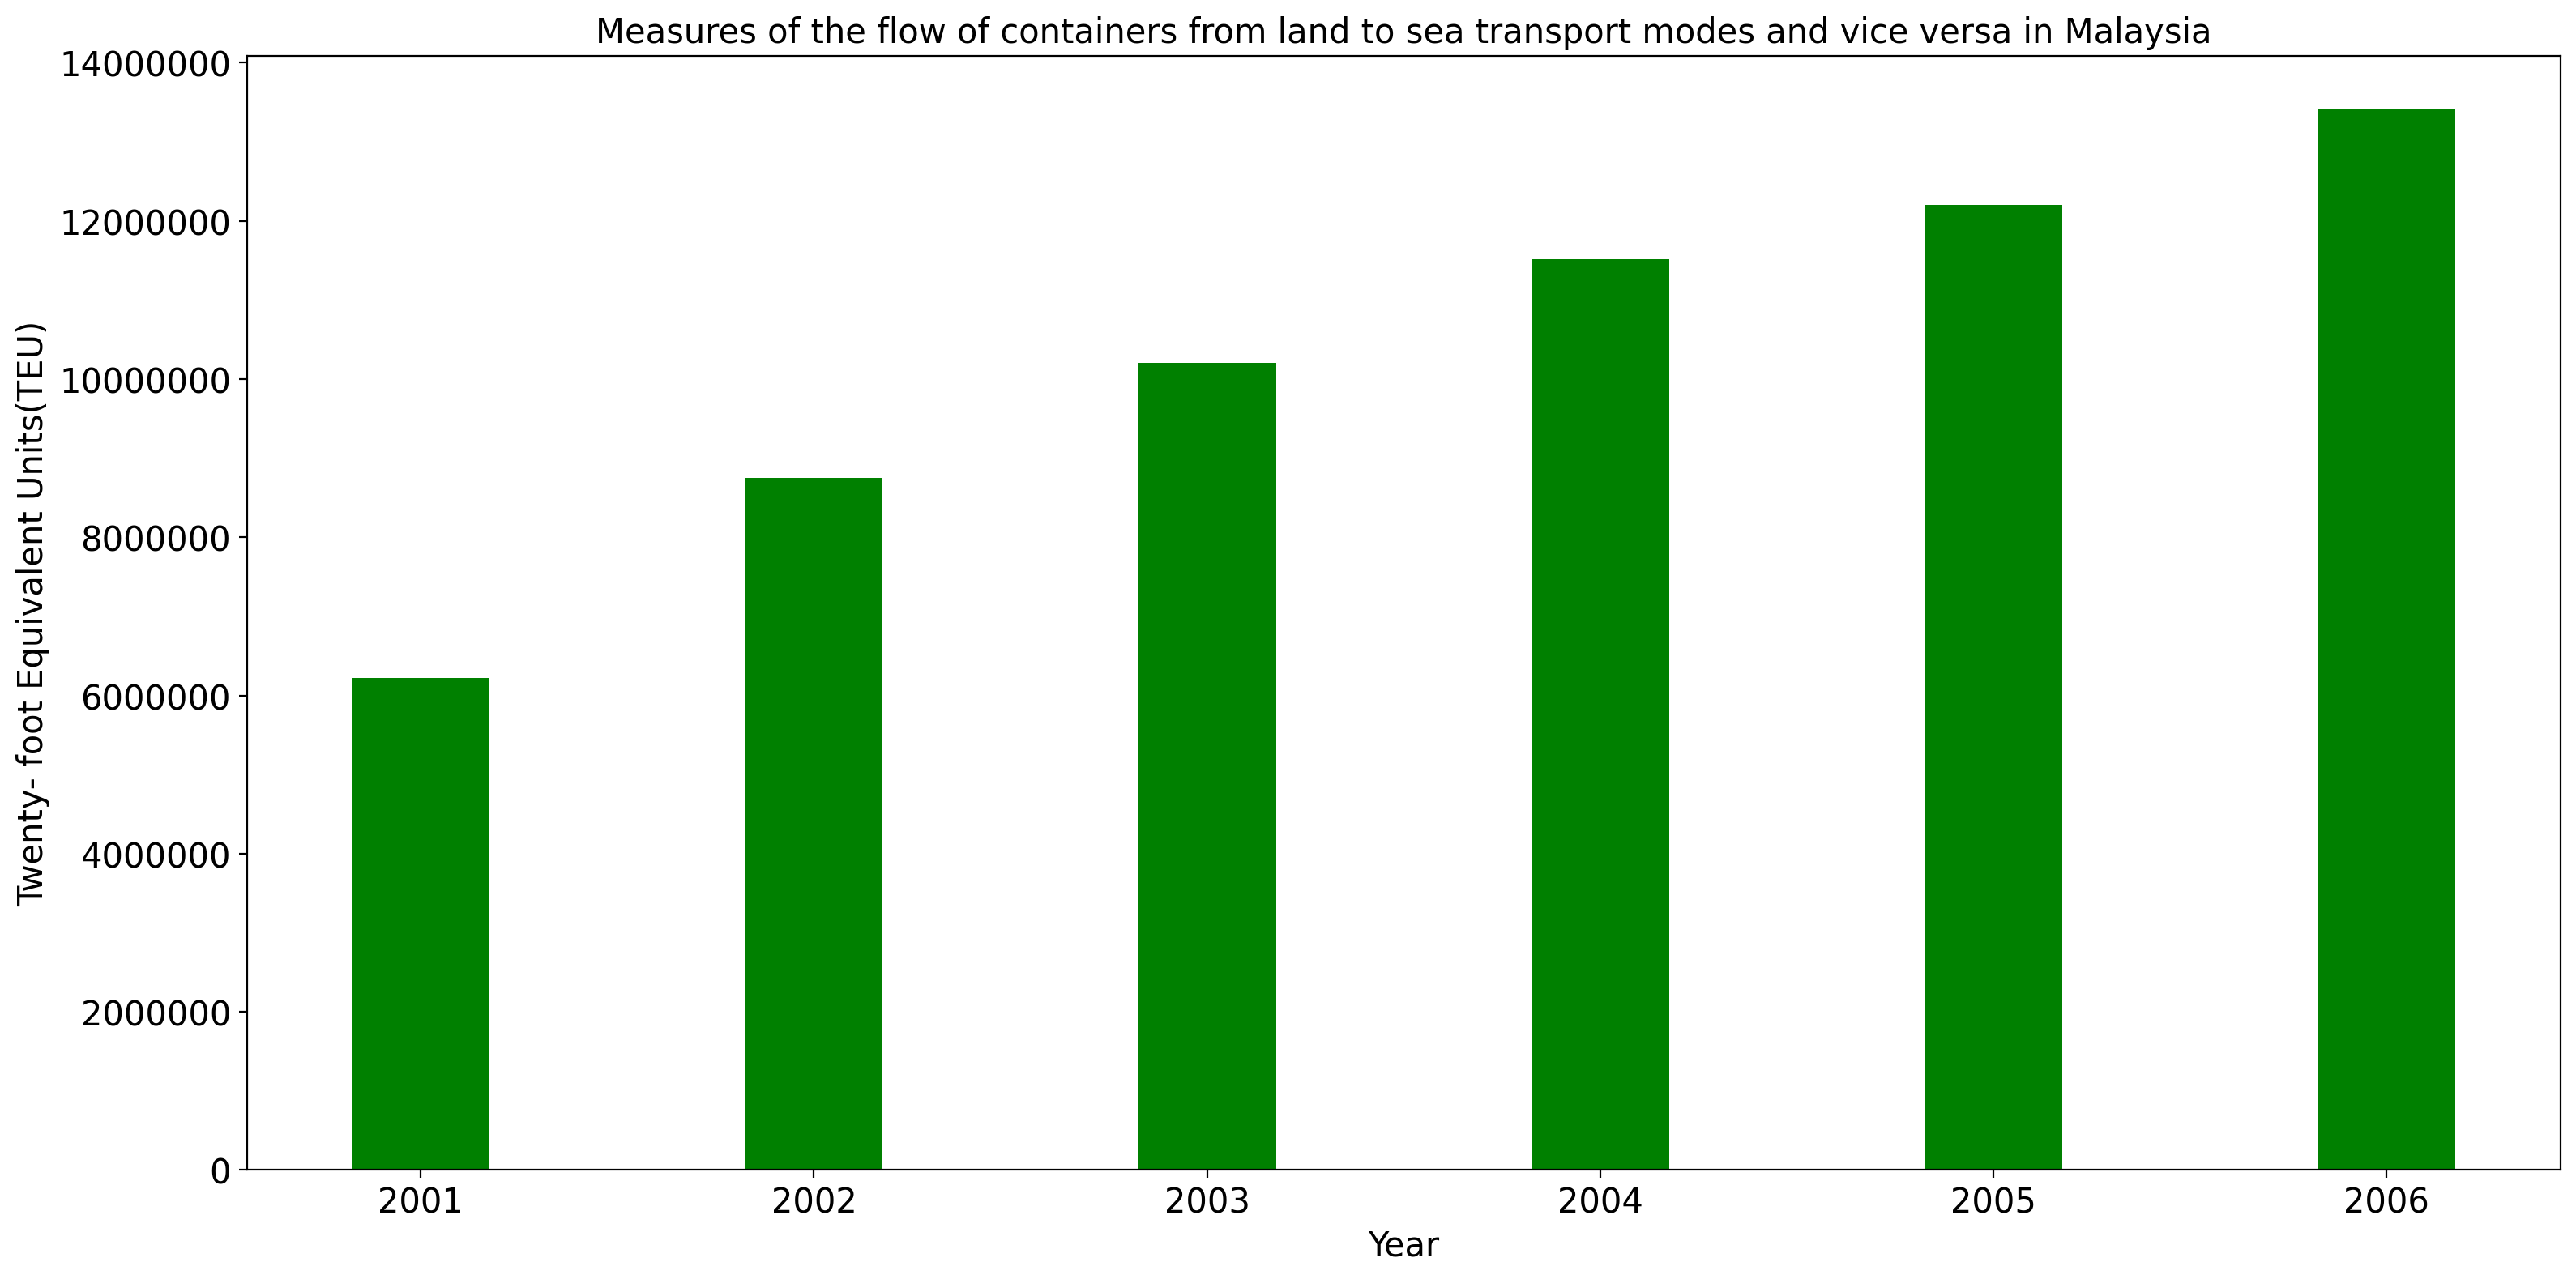 Measures of the flow of containers from land to sea transport modes and vice versa in Malaysia
Twenty- foot Equivalent Units(TEU)
14000000
12000000
10000000
8000000
6000000
4000000
2000000
0
2001 2002 2003 2004 2005 2006
Year